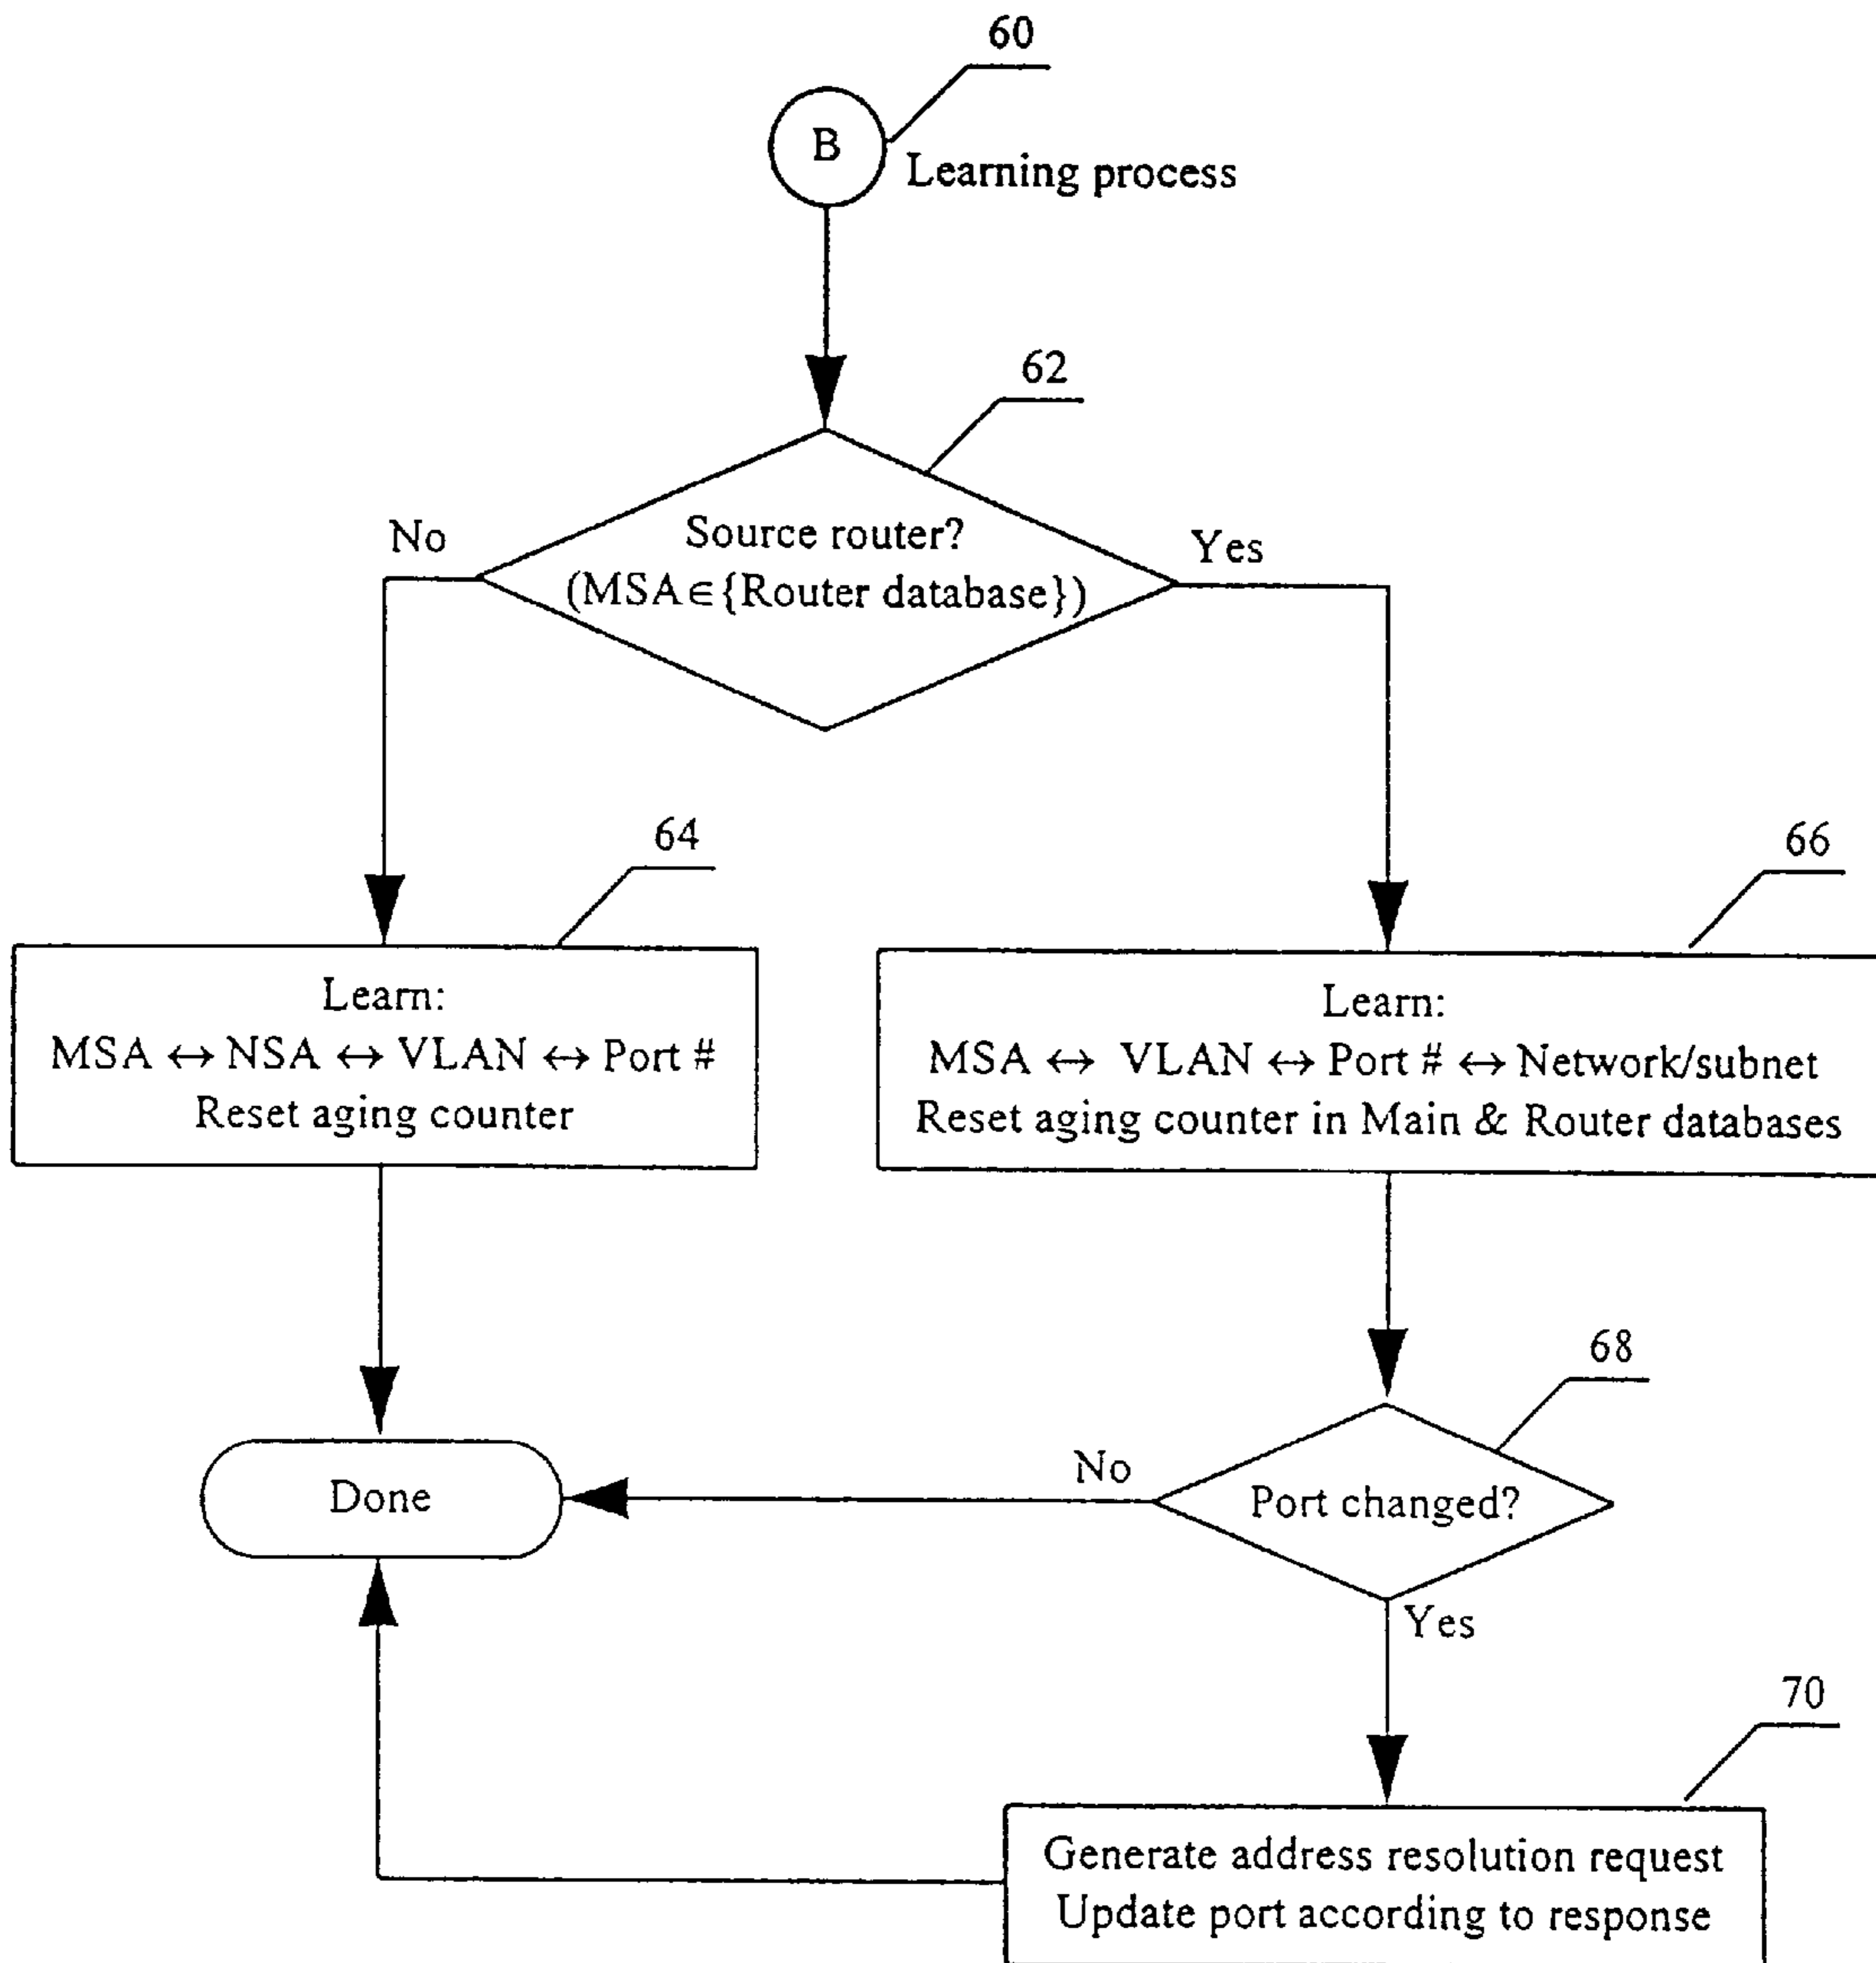 60
B
Learning process
62
No
Source router?
Yes
(MSA∈{Router database})
64
66
Learn:
MSA ↔ NSA ↔ VLAN ↔ Port #
Reset aging counter
Learn:
MSA ↔ VLAN ↔ Port # ↔ Network/subnet
Reset aging counter in Main & Router databases
68
No
Done
Port changed?
Yes
70
Generate address resolution request
Update port according to response